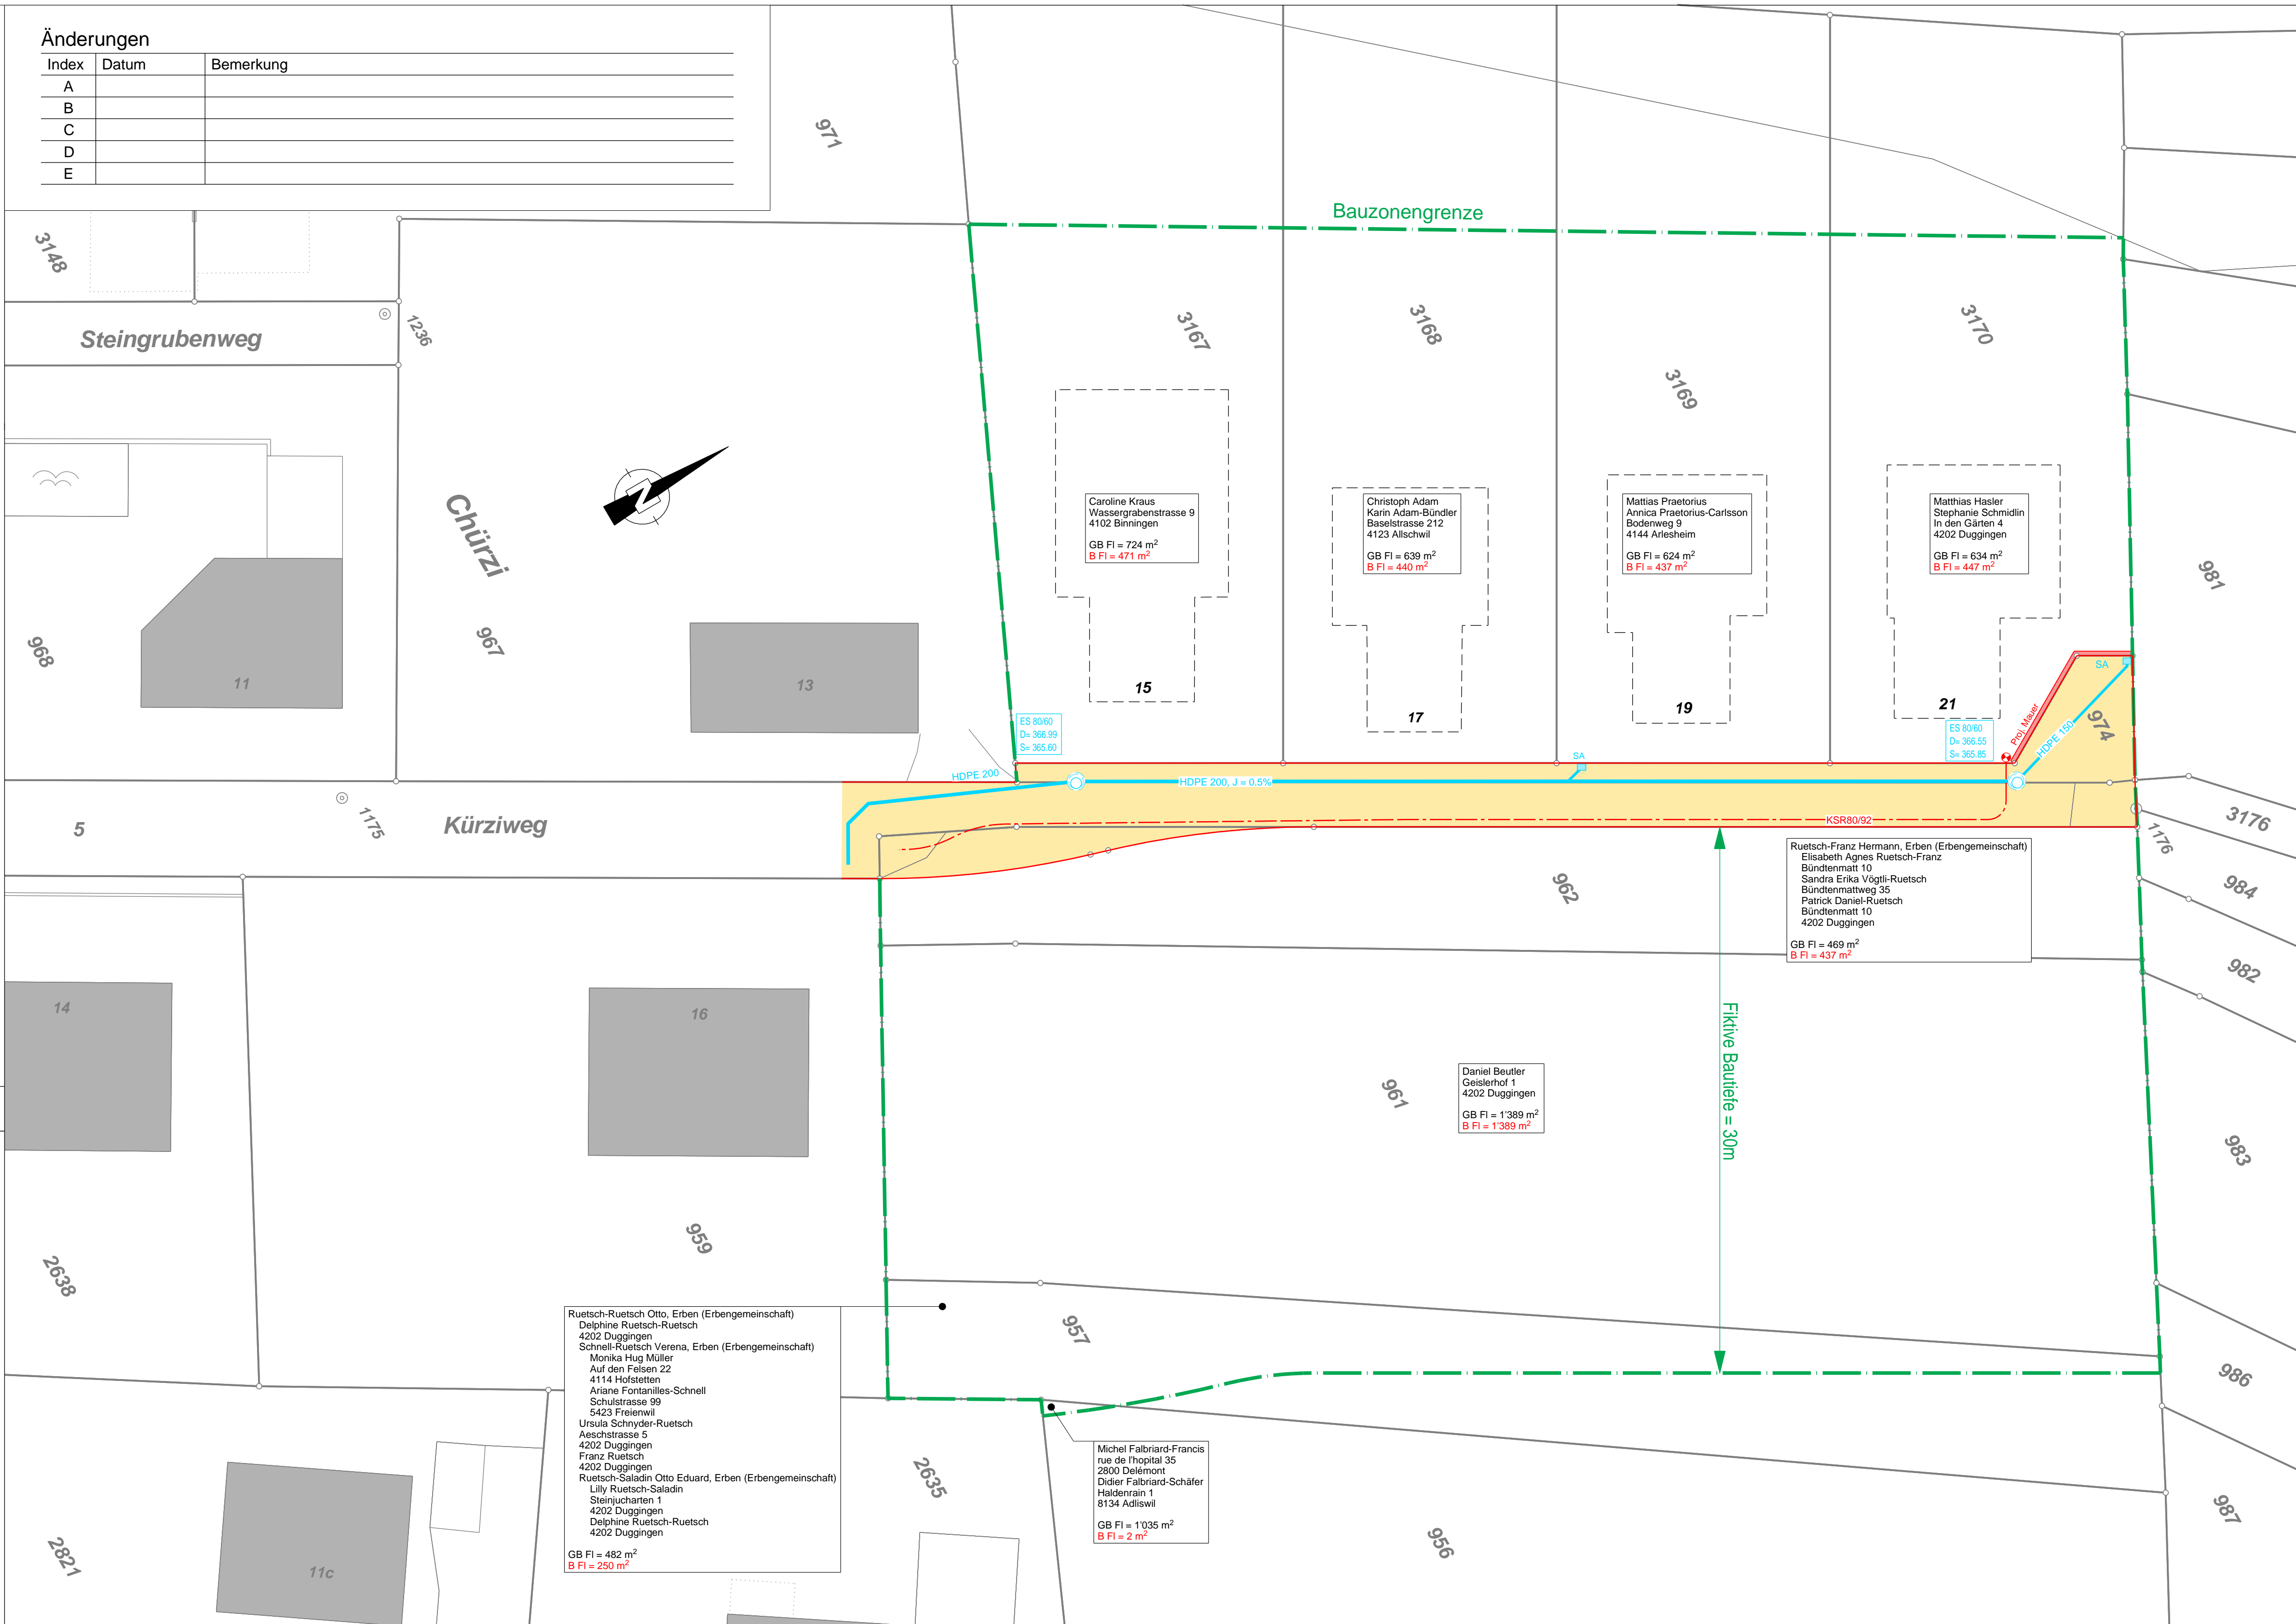 Änderungen
Index Datum Bemerkung
A
B
C
D
E
971
Bauzonengrenze
3148
Steingrubenweg
1236
3167
3168
3169
3170
Chürzi
N
Caroline Kraus
Wassergrabenstrasse 9
4102 Binningen
GB Fl = 724 m²
B Fl = 471 m²
Christoph Adam
Karin Adam-Bündler
Baselstrasse 212
4123 Allschwil
GB Fl = 639 m²
B Fl = 440 m²
Mattias Praetorius
Annica Praetorius-Carlsson
Bodenweg 9
4144 Arlesheim
GB Fl = 624 m²
B Fl = 437 m²
Matthias Hasler
Stephanie Schmidlin
In den Gärten 4
4202 Duggingen
GB Fl = 634 m²
B Fl = 447 m²
981
968
967
11
13
15
17
19
21
SA
974
Proj. Mauer
HDPE 150
ES 80/60
D= 366.99
S= 365.60
ES 80/60
D= 366.55
S= 365.85
SA
HDPE 200
HDPE 200, J = 0.5%
5
1175
Kürziweg
KSR80/92
3176
1176
Ruetsch-Franz Hermann, Erben (Erbengemeinschaft)
Elisabeth Agnes Ruetsch-Franz
Bündtenmatt 10
Sandra Erika Vögtli-Ruetsch
Bündtenmattweg 35
Patrick Daniel-Ruetsch
Bündtenmatt 10
4202 Duggingen
GB Fl = 469 m²
B Fl = 437 m²
962
984
982
14
16
Fiktive Bautiefe = 30m
961
Daniel Beutler
Geislerhof 1
4202 Duggingen
GB Fl = 1'389 m²
B Fl = 1'389 m²
983
959
2638
957
Ruetsch-Ruetsch Otto, Erben (Erbengemeinschaft)
Delphine Ruetsch-Ruetsch
4202 Duggingen
Schnell-Ruetsch Verena, Erben (Erbengemeinschaft)
Monika Hug Müller
Auf den Felsen 22
4114 Hofstetten
Ariane Fontanilles-Schnell
Schulstrasse 99
5423 Freienwil
Ursula Schnyder-Ruetsch
Aeschstrasse 5
4202 Duggingen
Franz Ruetsch
4202 Duggingen
Ruetsch-Saladin Otto Eduard, Erben (Erbengemeinschaft)
Lilly Ruetsch-Saladin
Steinjucharten 1
4202 Duggingen
Delphine Ruetsch-Ruetsch
4202 Duggingen
GB Fl = 482 m²
B Fl = 250 m²
986
Michel Falbriard-Francis
rue de l'hopital 35
2800 Delémont
Didier Falbriard-Schäfer
Haldenrain 1
8134 Adliswil
GB Fl = 1'035 m²
B Fl = 2 m²
2635
987
956
2821
11c